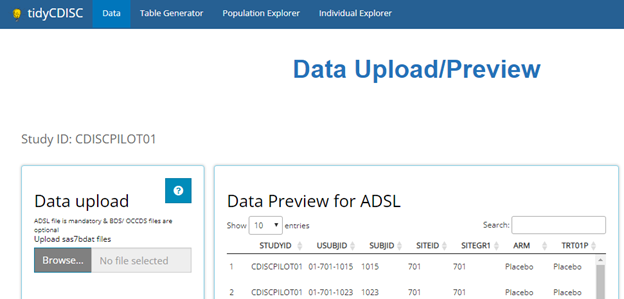 tidyCDISC Data Table Generator Population Explorer Individual Explorer
Data Upload/Preview
Study ID: CDISCPILOT01
Data upload
?
ADSL file is mandatory & BDS/ OCCDS files are
optional
Upload sas7bdat files
Browse... No file selected
Data Preview for ADSL
Show 10 entries Search:
STUDYID USUBJID SUBJID SITEID SITEGR1 ARM TRT01P
1 CDISCPILOT01 01-701-1015 1015 701 701 Placebo Placebo
2 CDISCPILOT01 01-701-1023 1023 701 701 Placebo Placebo